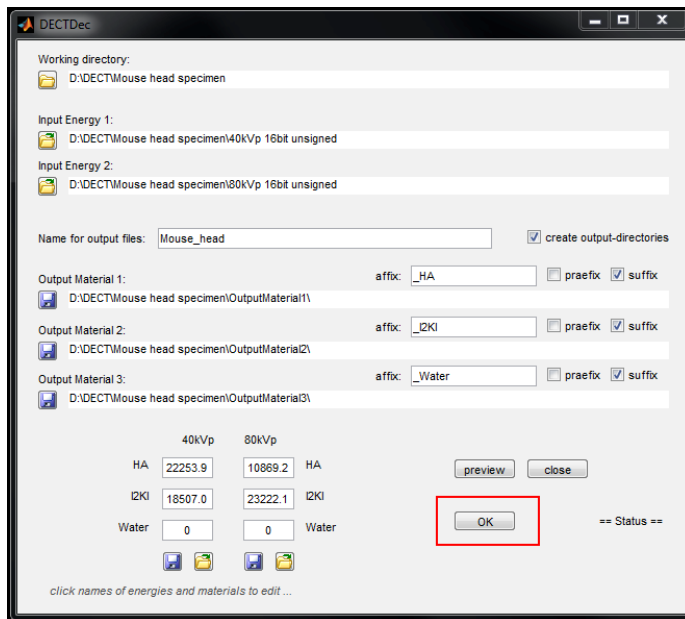 DECTDec
Working directory:
D:\DECT\Mouse head specimen
Input Energy 1:
D:\DECT\Mouse head specimen\40kVp 16bit unsigned
Input Energy 2:
D:\DECT\Mouse head specimen\80kVp 16bit unsigned
Name for output files: Mouse_head create output-directories
Output Material 1: affix: _HA praefix suffix
D:\DECT\Mouse head specimen\OutputMaterial1\
Output Material 2: affix: _I2KI praefix suffix
D:\DECT\Mouse head specimen\OutputMaterial2\
Output Material 3: affix: _Water praefix suffix
D:\DECT\Mouse head specimen\OutputMaterial3\
40kVp 80kVp
HA 22253.9 10869.2 HA preview close
I2KI 18507.0 23222.1 I2KI
OK == Status ==
Water 0 0 Water
click names of energies and materials to edit ...